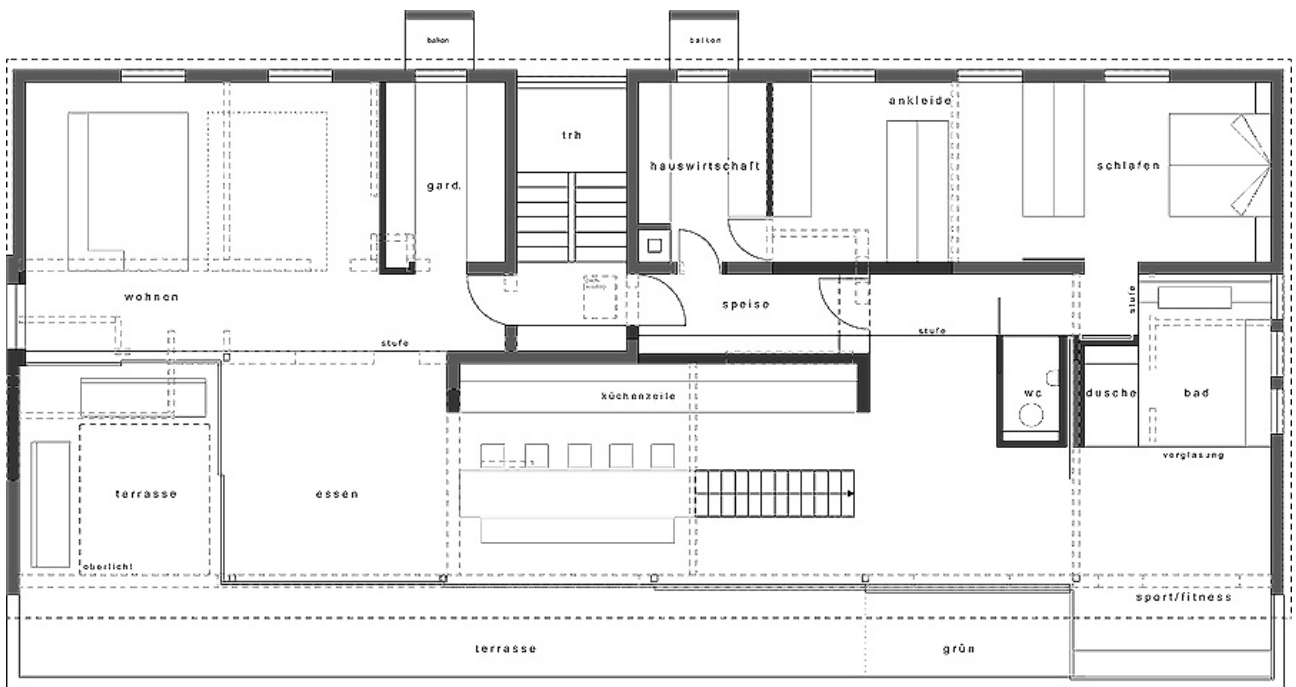 balkon
balkon
ankleide
trh
hauswirtschaft
schlafen
gard.
wohnen
speise
stufe
stufe
stufe
küchenzeile
wc
dusche
bad
verglasung
terrasse
essen
oberlicht
sport/fitness
terrasse
grün